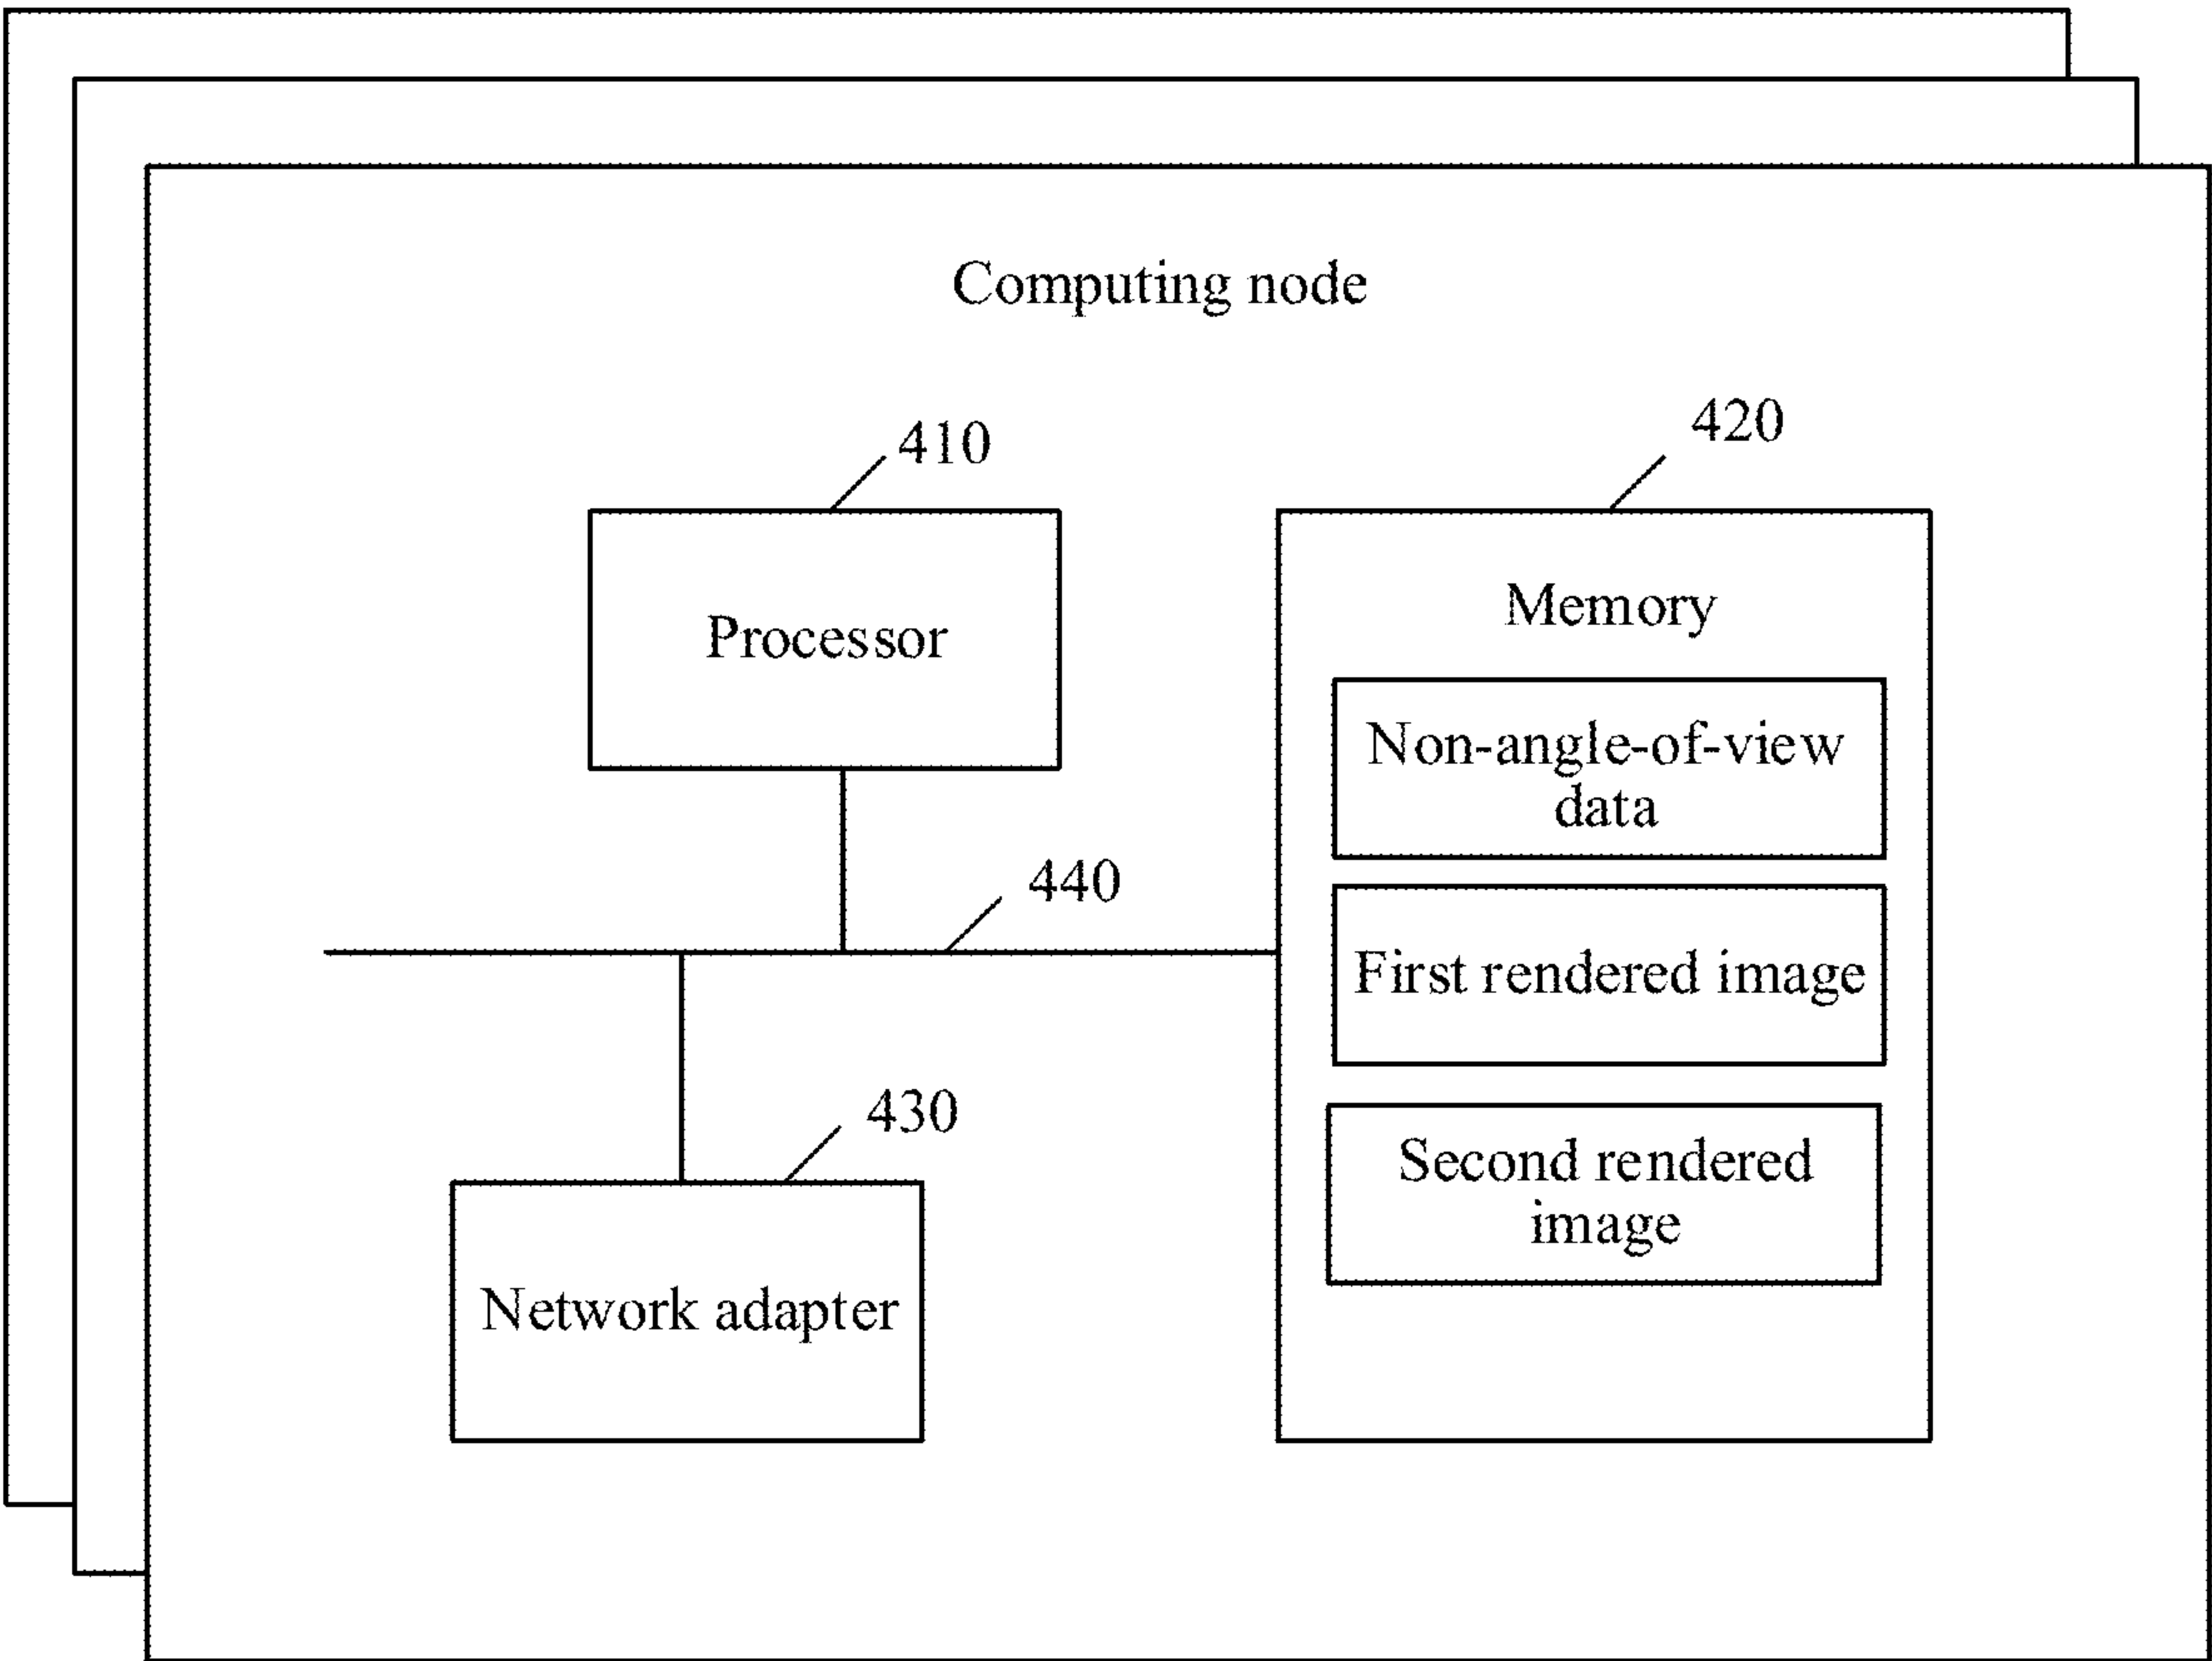 Computing node
410
420
Processor
Memory
Non-angle-of-view
data
440
First rendered image
430
Second rendered
image
Network adapter